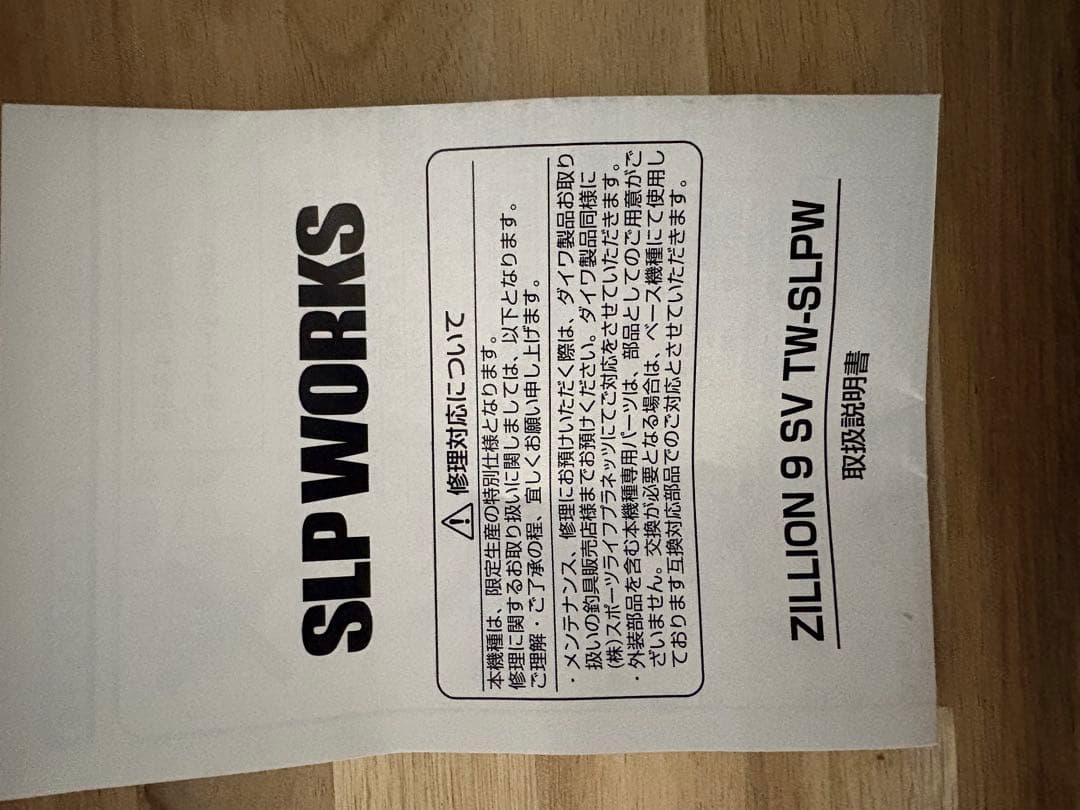 SLP WORKS
⚠ 修理対応について
本機種は、限定生産の特別仕様となります。
修理に関するお取り扱いに関しましては、以下となります。
ご理解・ご了承の程、宜しくお願い申し上げます。
・メンテナンス、修理にお預けいただく際は、ダイワ製品お取り
扱いの釣具販売店様までお預けください。ダイワ製品同様に
(株)スポーツライフプラネッツにてご対応をさせていただきます。
・外装部品を含む本機種専用パーツは、部品としてのご用意がご
ざいません。交換が必要となる場合は、ベース機種にて使用し
ております互換対応部品でのご対応とさせていただきます。
ZILLION 9 SV TW-SLPW
取扱説明書